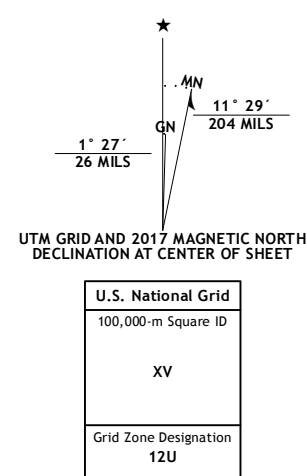 ★
MN
GN
11° 29´
204 MILS
1° 27´
26 MILS
UTM GRID AND 2017 MAGNETIC NORTH
DECLINATION AT CENTER OF SHEET
U.S. National Grid
100,000-m Square ID
XV
Grid Zone Designation
12U